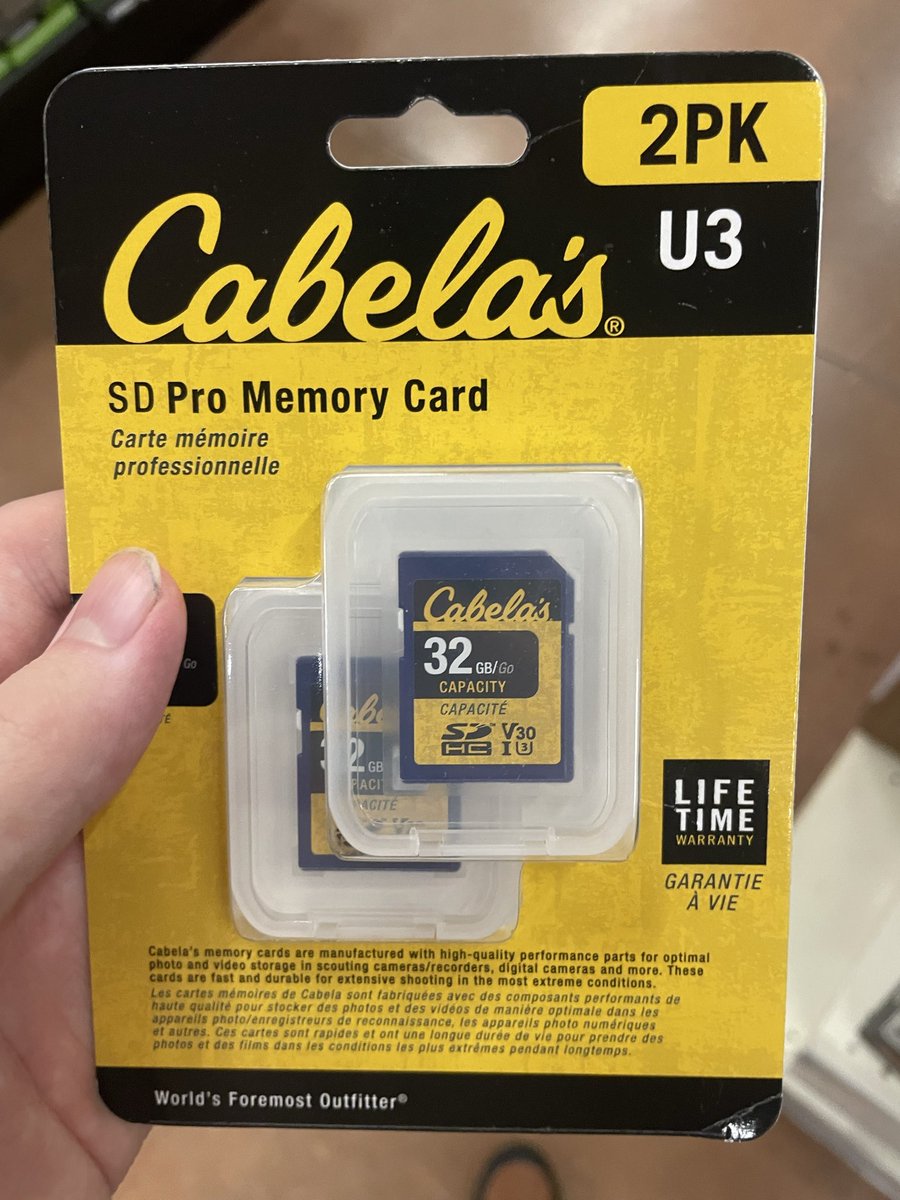 2PK
U3
Cabela's®
SD Pro Memory Card
Carte mémoire
professionnelle
Cabela's
32 GB/Go
CAPACITY
CAPACITÉ
SD HC V30 I U3
Go
32 GB
LIFE
TIME
WARRANTY
GARANTIE
À VIE
Cabela's memory cards are manufactured with high-quality performance parts for optimal
photo and video storage in scouting cameras/recorders, digital cameras and more. These
cards are fast and durable for extensive shooting in the most extreme conditions.
Les cartes mémoires de Cabela sont fabriquées avec des composants performants de
haute qualité pour stocker des photos et des vidéos de manière optimale dans les
appareils photo/enregistreurs de reconnaissance, les appareils photo numériques
et autres. Ces cartes sont rapides et ont une longue durée de vie pour prendre des
photos et des films dans les conditions les plus extrêmes pendant longtemps.
World's Foremost Outfitter®